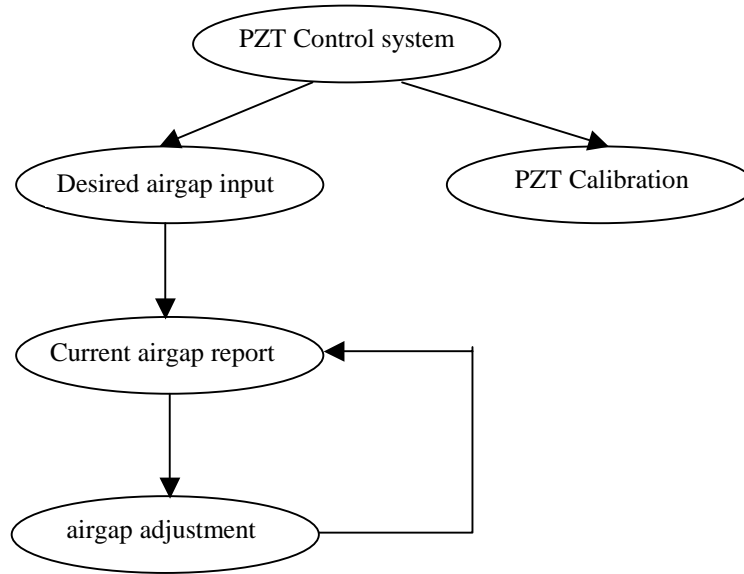 PZT Control system
Desired airgap input
PZT Calibration
Current airgap report
airgap adjustment